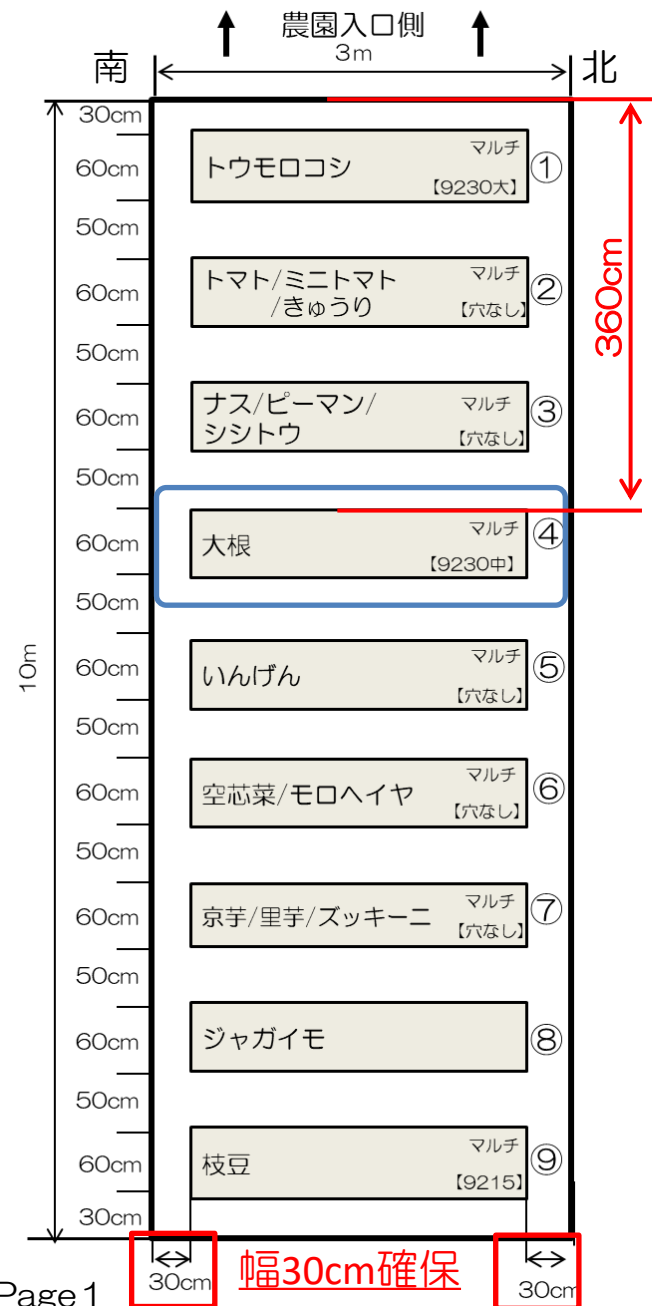 農園入口側
3m
南
北
30cm
60cm
トウモロコシ
マルチ
【9230大】
①
50cm
60cm
トマト/ミニトマト
/きゅうり
マルチ
【穴なし】
②
360cm
50cm
60cm
ナス/ピーマン/
シシトウ
マルチ
【穴なし】
③
50cm
60cm
大根
マルチ
【9230中】
④
50cm
10m
60cm
いんげん
マルチ
【穴なし】
⑤
50cm
60cm
空芯菜/モロヘイヤ
マルチ
【穴なし】
⑥
50cm
60cm
京芋/里芋/ズッキーニ
マルチ
【穴なし】
⑦
50cm
60cm
ジャガイモ
⑧
50cm
60cm
枝豆
マルチ
【9215】
⑨
30cm
30cm
幅30cm確保
30cm
Page 1